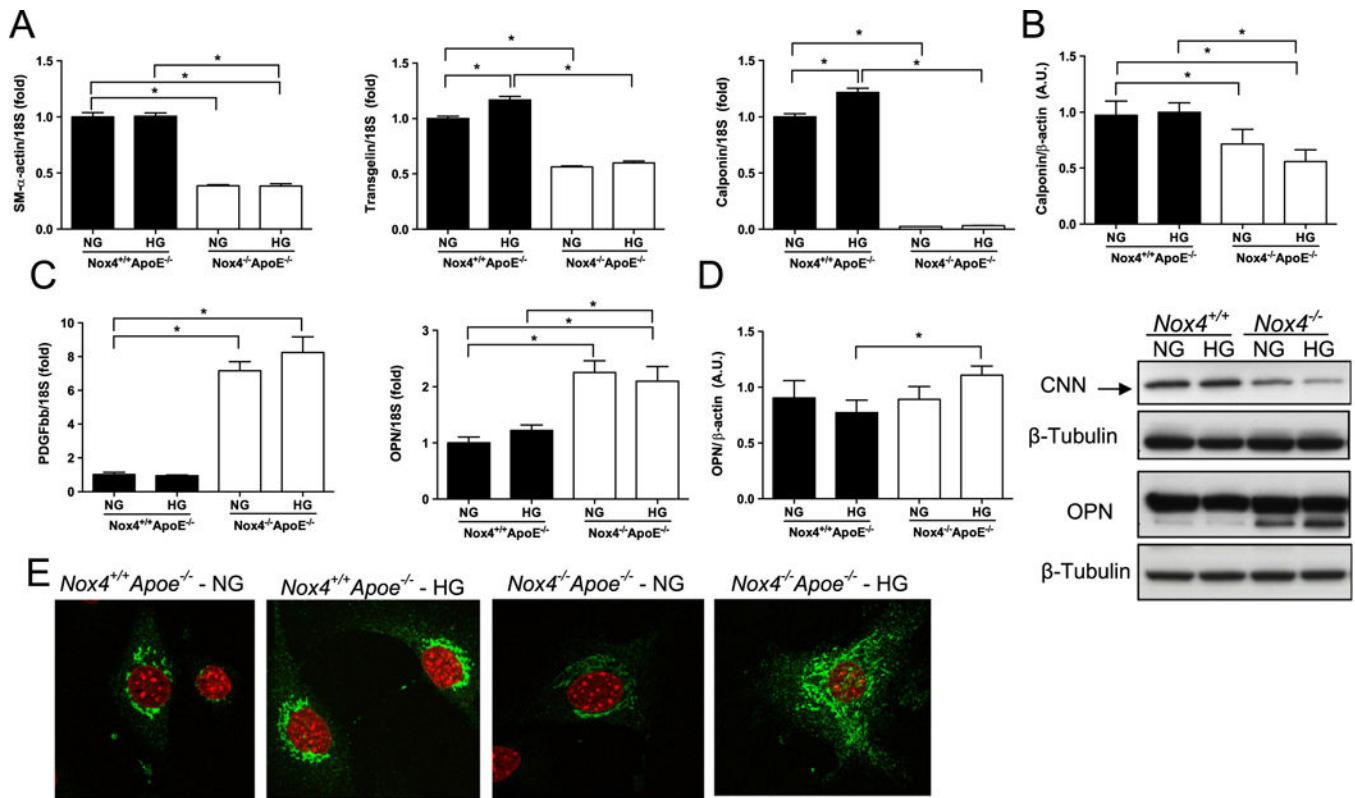 A
SM-α-actin/18S (fold)
1.5
1.0
0.5
0.0
*
*
*
NG HG NG HG
Nox4+/+ApoE-/- Nox4-/-ApoE-/-
Transgelin/18S (fold)
1.5
1.0
0.5
0.0
*
* *
NG HG NG HG
Nox4+/+ApoE-/- Nox4-/-ApoE-/-
Calponin/18S (fold)
1.5
1.0
0.5
0.0
*
* *
NG HG NG HG
Nox4+/+ApoE-/- Nox4-/-ApoE-/-
B
Calponin/β-actin (A.U.)
1.5
1.0
0.5
0.0
*
*
*
NG HG NG HG
Nox4+/+ApoE-/- Nox4-/-ApoE-/-
C
PDGFbb/18S (fold)
10
8
6
4
2
0
*
*
NG HG NG HG
Nox4+/+ApoE-/- Nox4-/-ApoE-/-
OPN/18S (fold)
3
2
1
0
*
*
*
NG HG NG HG
Nox4+/+ApoE-/- Nox4-/-ApoE-/-
D
OPN/β-actin (A.U.)
1.5
1.0
0.5
0.0
*
NG HG NG HG
Nox4+/+ApoE-/- Nox4-/-ApoE-/-
Nox4+/+ Nox4-/-
NG HG NG HG
CNN
β-Tubulin
OPN
β-Tubulin
E
Nox4+/+Apoe-/- - NG
Nox4+/+Apoe-/- - HG
Nox4-/-Apoe-/- - NG
Nox4-/-Apoe-/- - HG